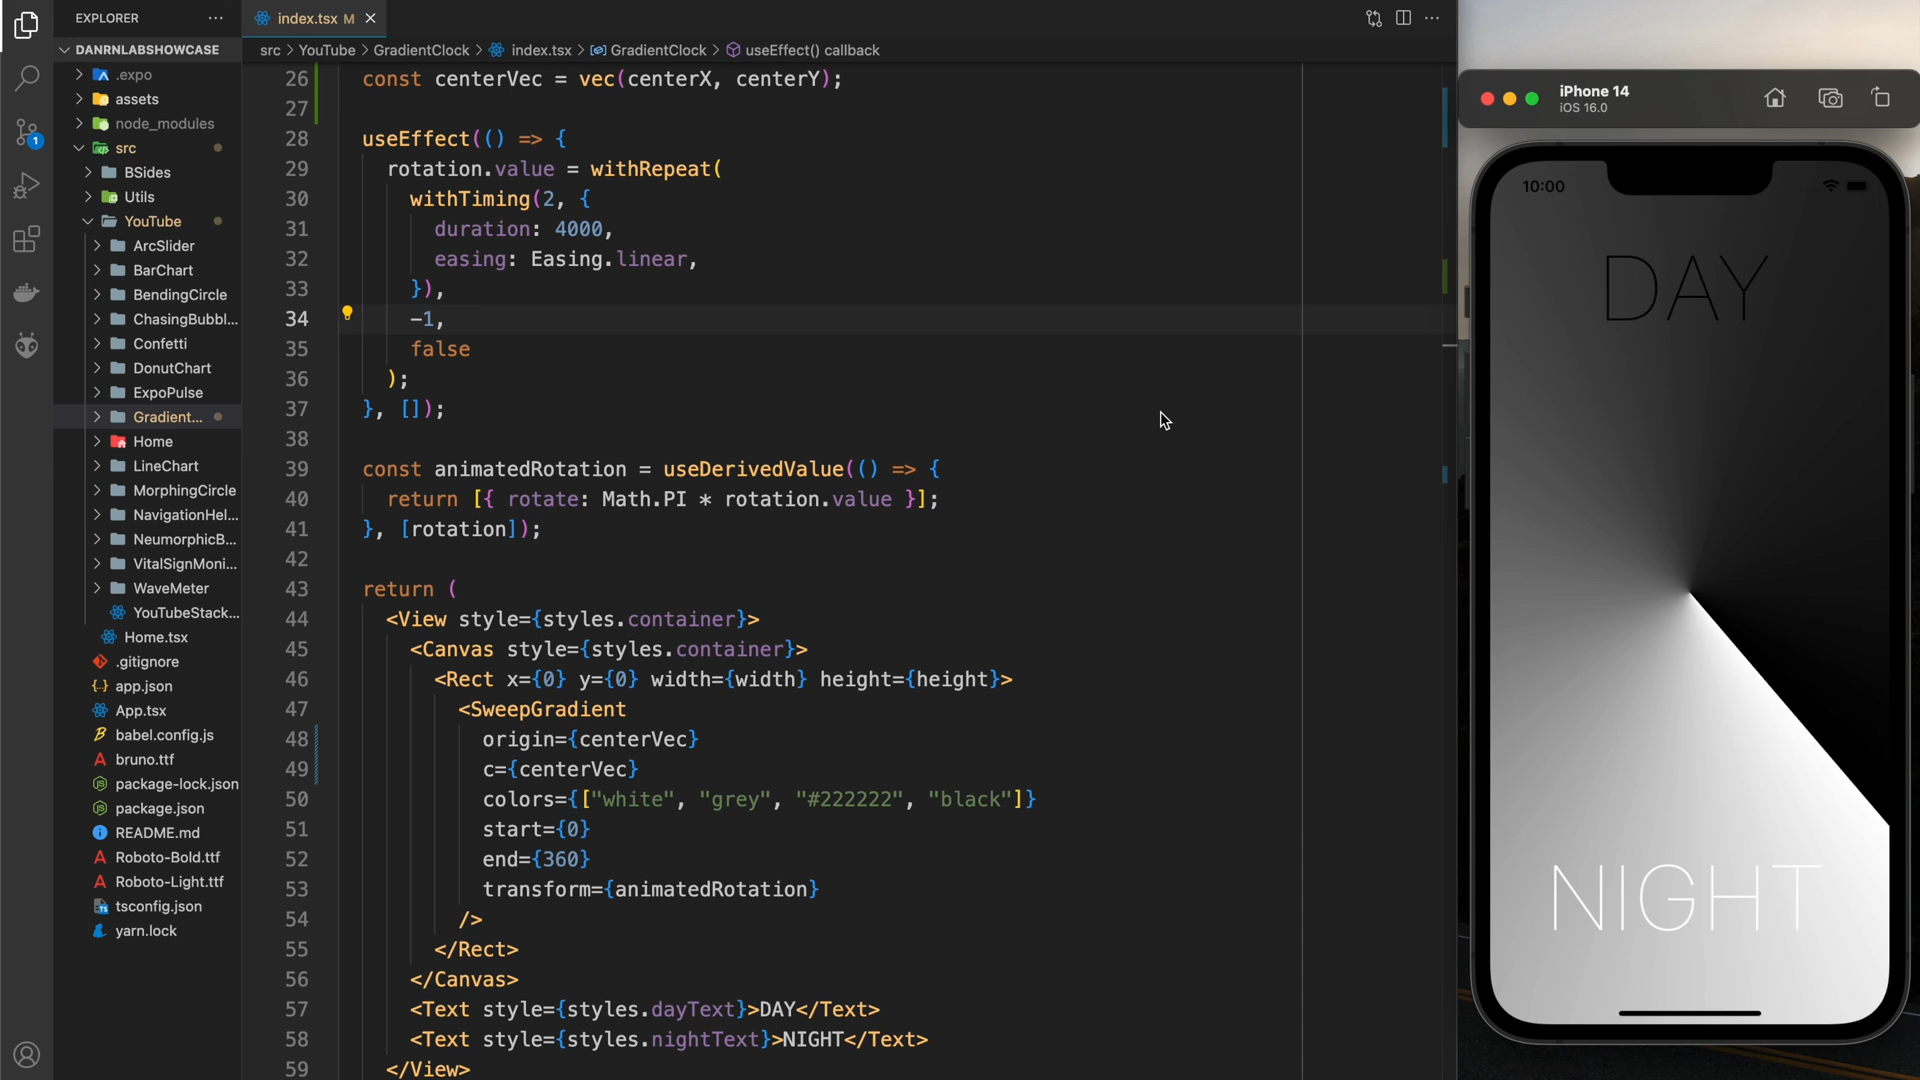 EXPLORER
DANRNLABSHOWCASE
.expo
assets
node_modules
src
BSides
Utils
YouTube
ArcSlider
BarChart
BendingCircle
ChasingBubbl...
Confetti
DonutChart
ExpoPulse
Gradient...
Home
LineChart
MorphingCircle
NavigationHel...
NeumorphicB...
VitalSignMoni...
WaveMeter
YouTubeStack...
Home.tsx
.gitignore
app.json
App.tsx
babel.config.js
bruno.ttf
package-lock.json
package.json
README.md
Roboto-Bold.ttf
Roboto-Light.ttf
tsconfig.json
yarn.lock
1
index.tsx M
src > YouTube > GradientClock > index.tsx > GradientClock > useEffect() callback
26 const centerVec = vec(centerX, centerY);
27
28 useEffect(() => {
29 rotation.value = withRepeat(
30 withTiming(2, {
31 duration: 4000,
32 easing: Easing.linear,
33 }),
34 -1,
35 false
36 );
37 }, []);
38
39 const animatedRotation = useDerivedValue(() => {
40 return [{ rotate: Math.PI * rotation.value }];
41 }, [rotation]);
42
43 return (
44 <View style={styles.container}>
45 <Canvas style={styles.container}>
46 <Rect x={0} y={0} width={width} height={height}>
47 <SweepGradient
48 origin={centerVec}
49 c={centerVec}
50 colors={["white", "grey", "#222222", "black"]}
51 start={0}
52 end={360}
53 transform={animatedRotation}
54 />
55 </Rect>
56 </Canvas>
57 <Text style={styles.dayText}>DAY</Text>
58 <Text style={styles.nightText}>NIGHT</Text>
59 </View>
iPhone 14
iOS 16.0
10:00
DAY
NIGHT